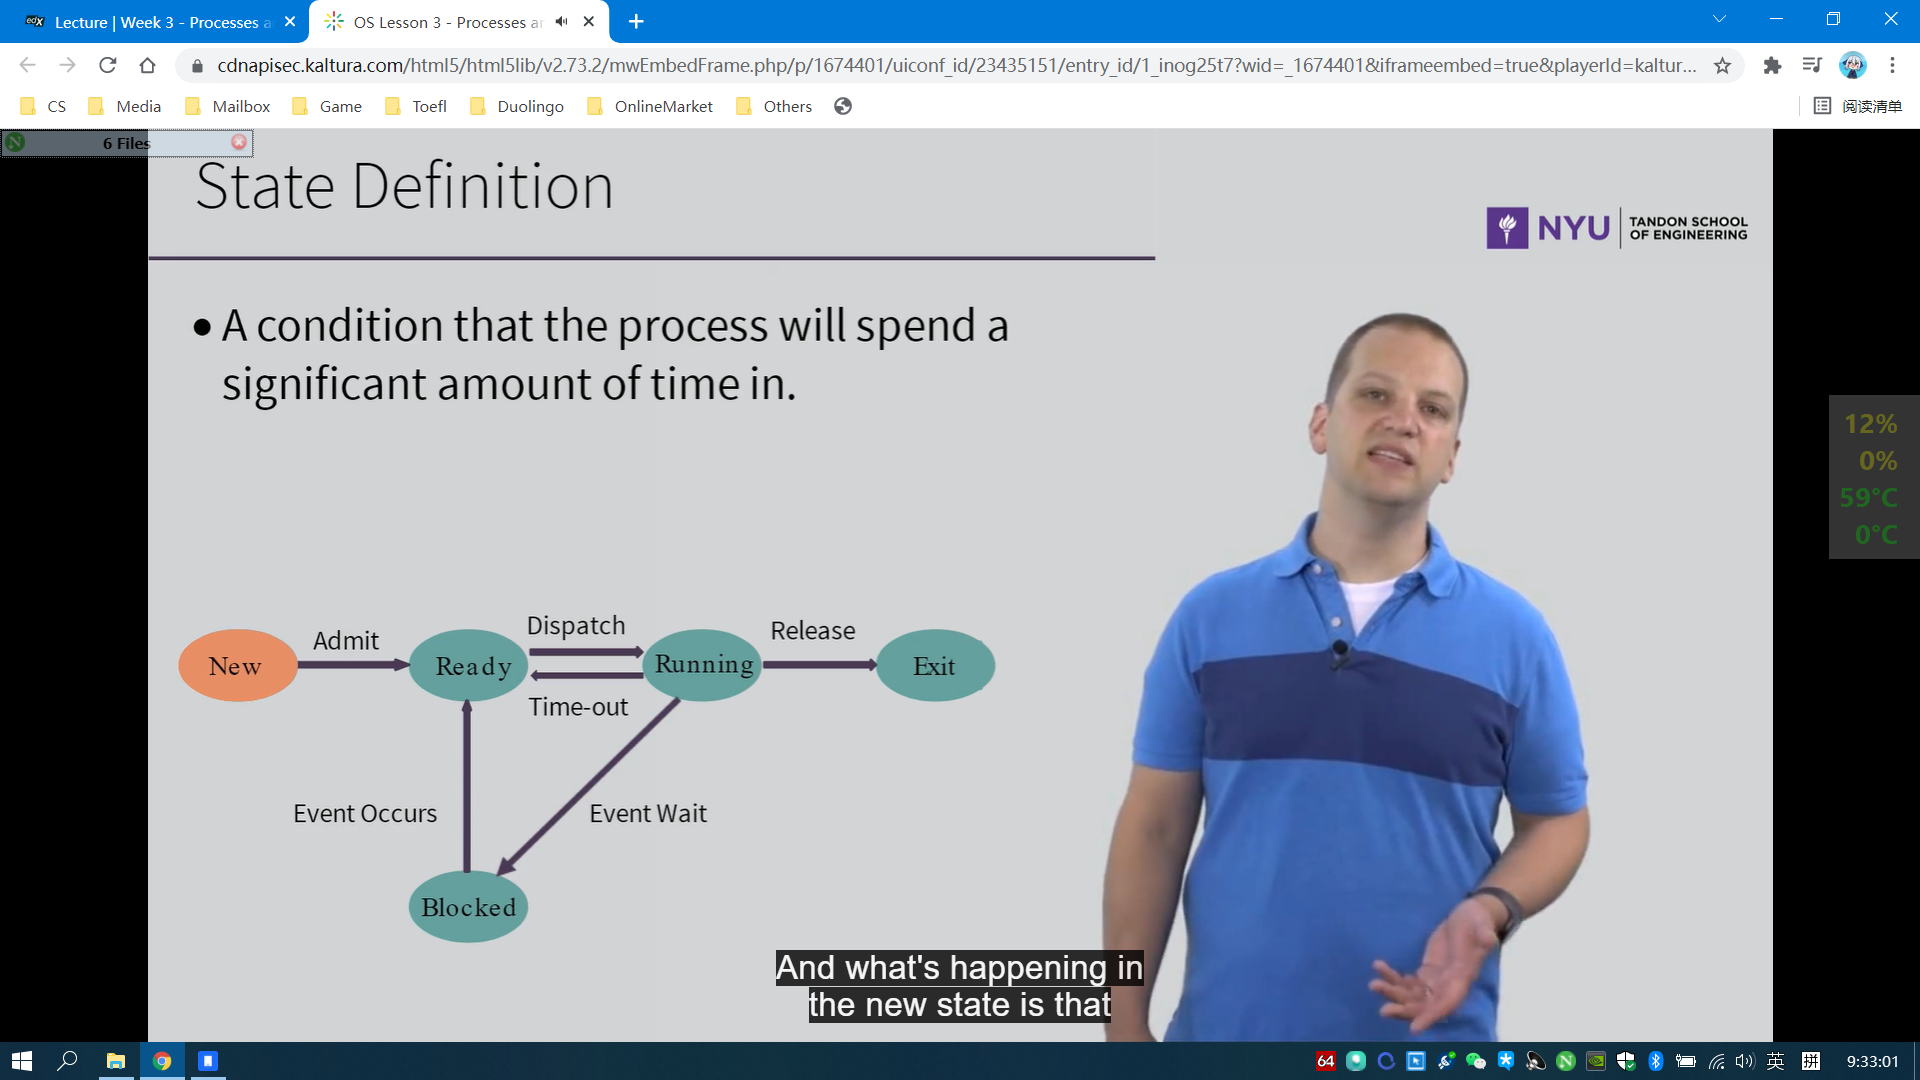 edX Lecture | Week 3 - Processes a
OS Lesson 3 - Processes ar
cdnapisec.kaltura.com/html5/html5lib/v2.73.2/mwEmbedFrame.php/p/1674401/uiconf_id/23435151/entry_id/1_inog25t7?wid=_1674401&iframeembed=true&playerId=kaltur...
CS Media Mailbox Game Toefl Duolingo OnlineMarket Others 阅读清单
N 6 Files
State Definition
NYU TANDON SCHOOL
OF ENGINEERING
• A condition that the process will spend a
significant amount of time in.
12%
0%
59°C
0°C
New
Admit
Ready
Dispatch
Time-out
Running
Release
Exit
Event Occurs
Event Wait
Blocked
And what's happening in
the new state is that
64 N 英 拼 9:33:01